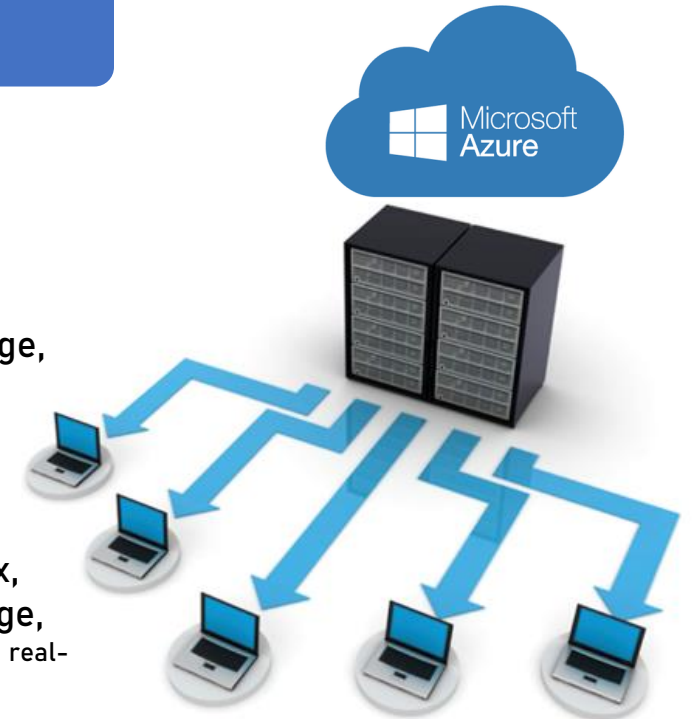 Microsoft
Azure
ge,
x,
ge,
real-